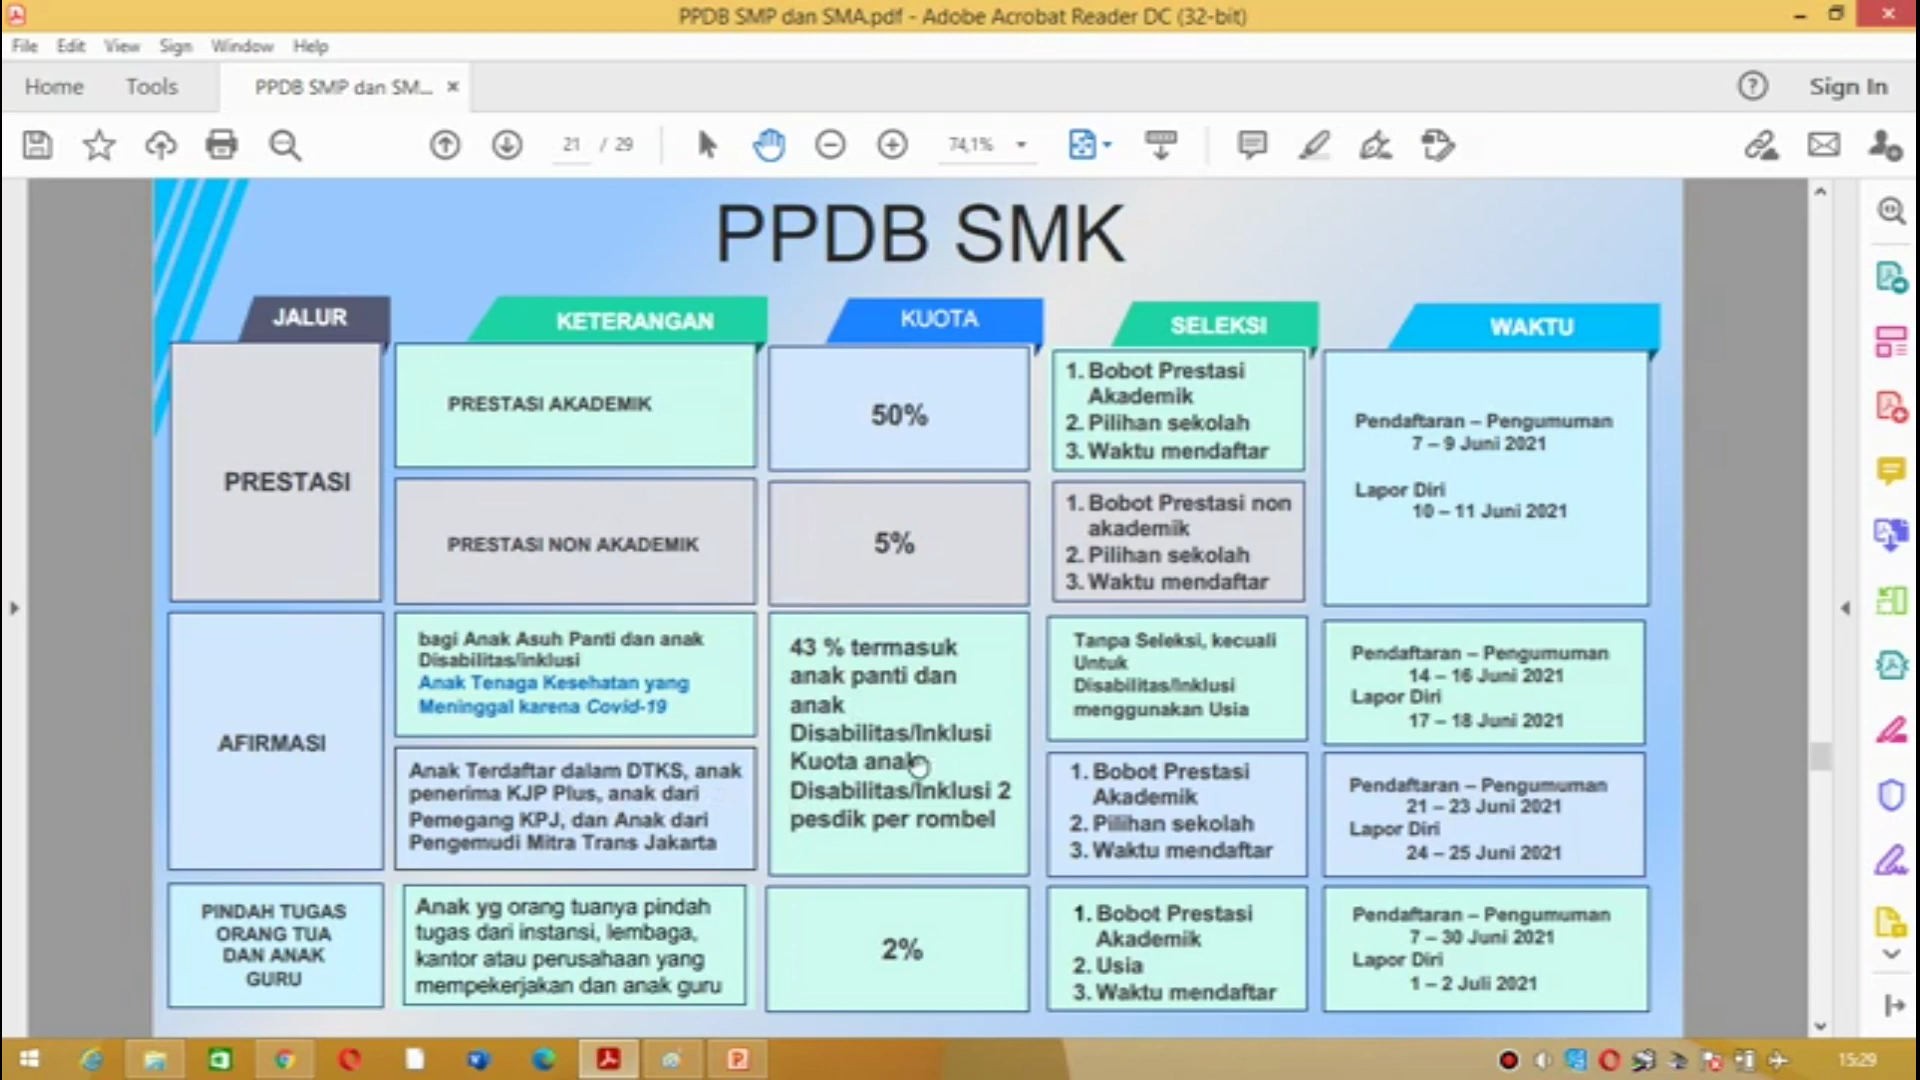 PPDB SMP dan SMA.pdf - Adobe Acrobat Reader DC (32-bit)
File Edit View Sign Window Help
Home Tools PPDB SMP dan SM... × Sign In
21 / 29 74,1%
PPDB SMK
JALUR KETERANGAN KUOTA SELEKSI WAKTU
PRESTASI
PRESTASI AKADEMIK
50%
1. Bobot Prestasi
Akademik
2. Pilihan sekolah
3. Waktu mendaftar
Pendaftaran – Pengumuman
7 – 9 Juni 2021
Lapor Diri
10 – 11 Juni 2021
PRESTASI NON AKADEMIK
5%
1. Bobot Prestasi non
akademik
2. Pilihan sekolah
3. Waktu mendaftar
AFIRMASI
bagi Anak Asuh Panti dan anak
Disabilitas/inklusi
Anak Tenaga Kesehatan yang
Meninggal karena Covid-19
43 % termasuk
anak panti dan
anak
Disabilitas/Inklusi
Kuota anak
Disabilitas/Inklusi 2
pesdik per rombel
Tanpa Seleksi, kecuali
Untuk
Disabilitas/Inklusi
menggunakan Usia
Pendaftaran – Pengumuman
14 – 16 Juni 2021
Lapor Diri
17 – 18 Juni 2021
Anak Terdaftar dalam DTKS, anak
penerima KJP Plus, anak dari
Pemegang KPJ, dan Anak dari
Pengemudi Mitra Trans Jakarta
1. Bobot Prestasi
Akademik
2. Pilihan sekolah
3. Waktu mendaftar
Pendaftaran – Pengumuman
21 – 23 Juni 2021
Lapor Diri
24 – 25 Juni 2021
PINDAH TUGAS
ORANG TUA
DAN ANAK
GURU
Anak yg orang tuanya pindah
tugas dari instansi, lembaga,
kantor atau perusahaan yang
mempekerjakan dan anak guru
2%
1. Bobot Prestasi
Akademik
2. Usia
3. Waktu mendaftar
Pendaftaran – Pengumuman
7 – 30 Juni 2021
Lapor Diri
1 – 2 Juli 2021
15:29